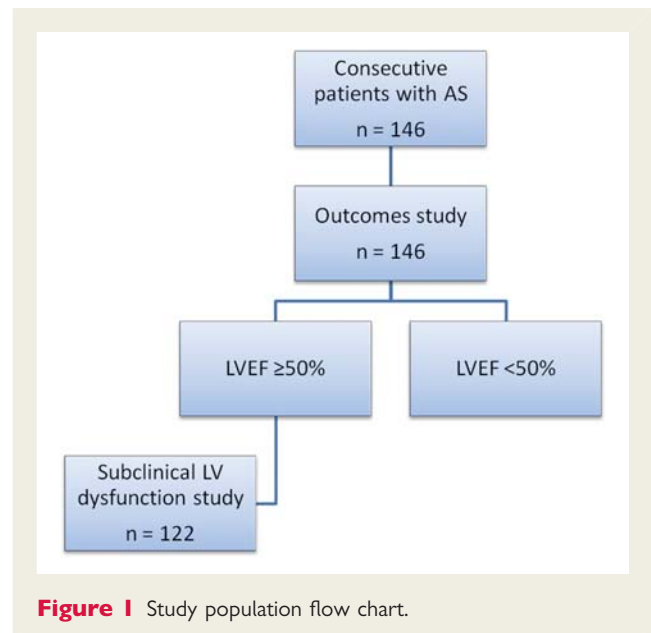 Consecutive
patients with AS
n = 146
Outcomes study
n = 146
LVEF ≥50%
LVEF <50%
Subclinical LV
dysfunction study
n = 122
Figure 1 Study population flow chart.